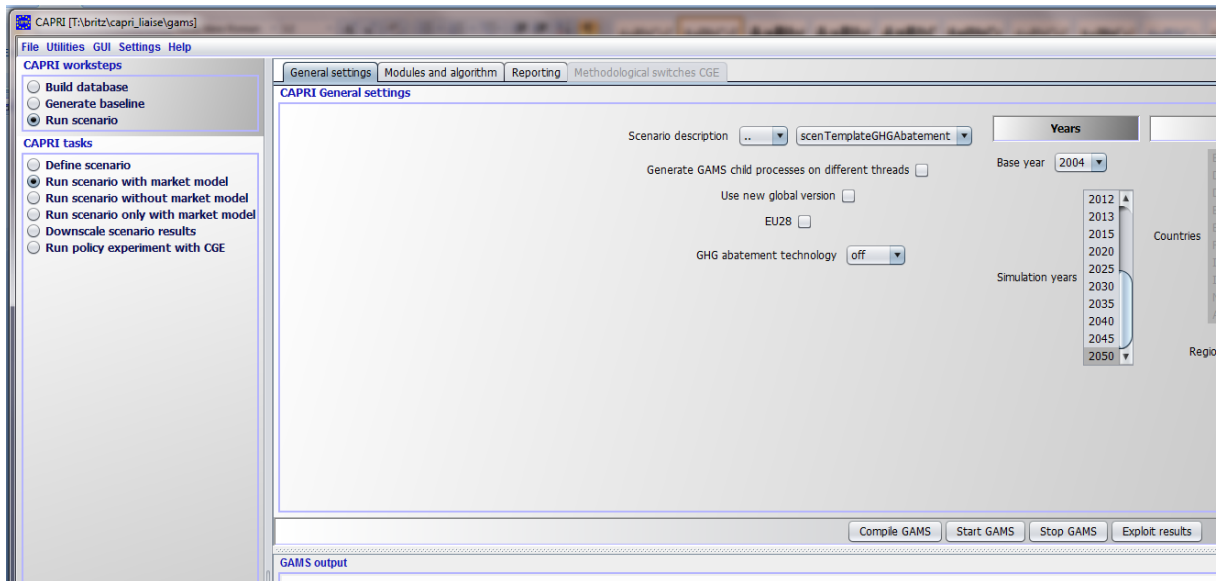 CAPRI [T:\britz\capri_liaise\gams]
File Utilities GUI Settings Help
CAPRI worksteps
Build database
Generate baseline
Run scenario
CAPRI tasks
Define scenario
Run scenario with market model
Run scenario without market model
Run scenario only with market model
Downscale scenario results
Run policy experiment with CGE
General settings Modules and algorithm Reporting Methodological switches CGE
CAPRI General settings
Scenario description .. scenTemplateGHGAbatement
Generate GAMS child processes on different threads
Use new global version
EU28
GHG abatement technology off
Years
Base year 2004
Simulation years
2012
2013
2015
2020
2025
2030
2035
2040
2045
2050
Countries
Regio
Compile GAMS Start GAMS Stop GAMS Exploit results
GAMS output